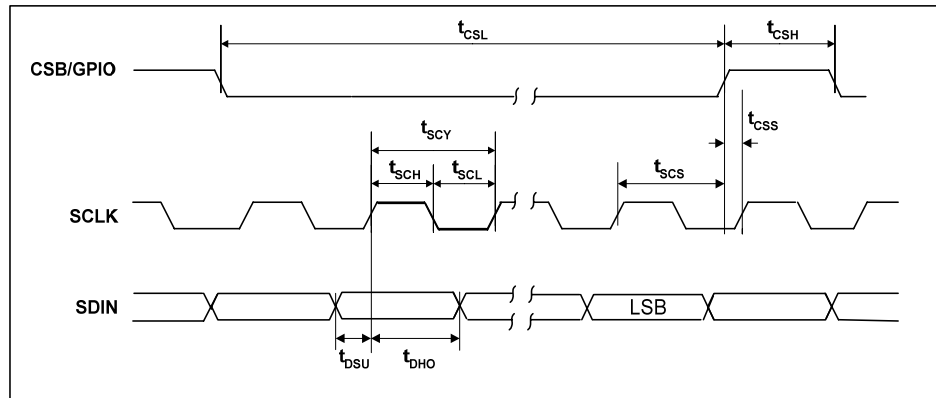 tCSL
tCSH
CSB/GPIO
tCSS
tSCY
tSCH
tSCL
tSCS
SCLK
SDIN
LSB
tDSU
tDHO